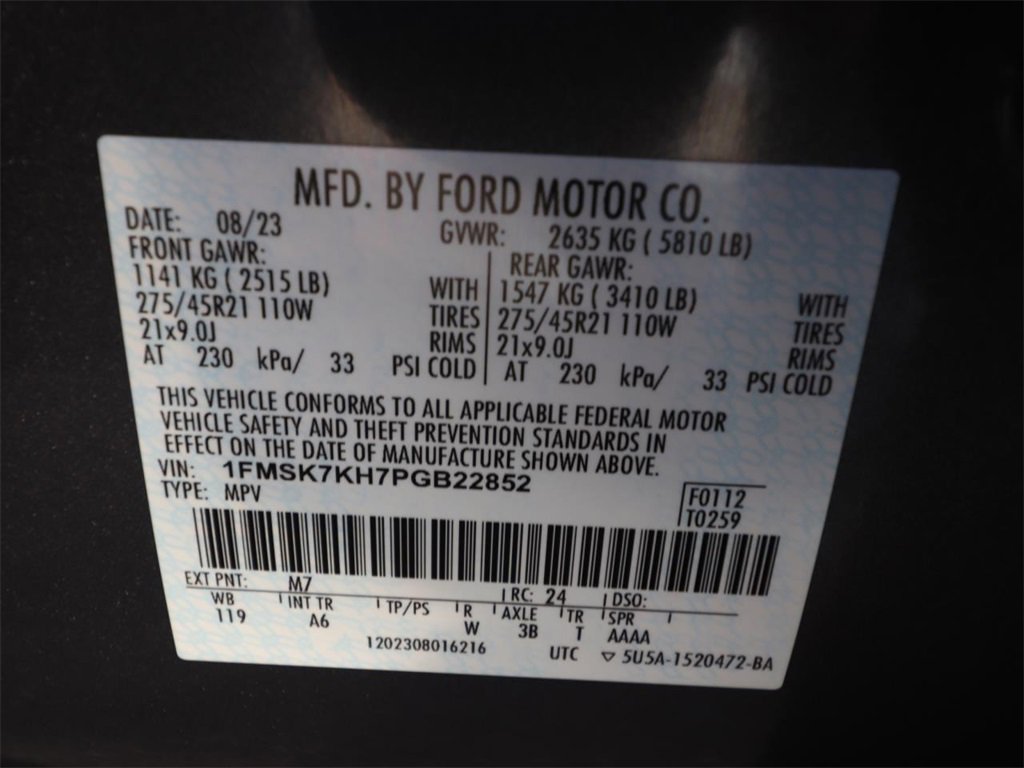 MFD. BY FORD MOTOR CO.
DATE: 08/23 GVWR: 2635 KG ( 5810 LB)
FRONT GAWR: REAR GAWR:
1141 KG ( 2515 LB) WITH 1547 KG ( 3410 LB) WITH
275/45R21 110W TIRES 275/45R21 110W TIRES
21x9.0J RIMS 21x9.0J RIMS
AT 230 kPa/ 33 PSI COLD AT 230 kPa/ 33 PSI COLD
THIS VEHICLE CONFORMS TO ALL APPLICABLE FEDERAL MOTOR
VEHICLE SAFETY AND THEFT PREVENTION STANDARDS IN
EFFECT ON THE DATE OF MANUFACTURE SHOWN ABOVE.
VIN: 1FMSK7KH7PGB22852
TYPE: MPV
F0112
T0259
EXT PNT: M7 RC: 24 DSO:
WB INT TR TP/PS R AXLE TR SPR
119 A6 W 3B T AAAA
1202308016216 UTC ▽ 5U5A-1520472-BA